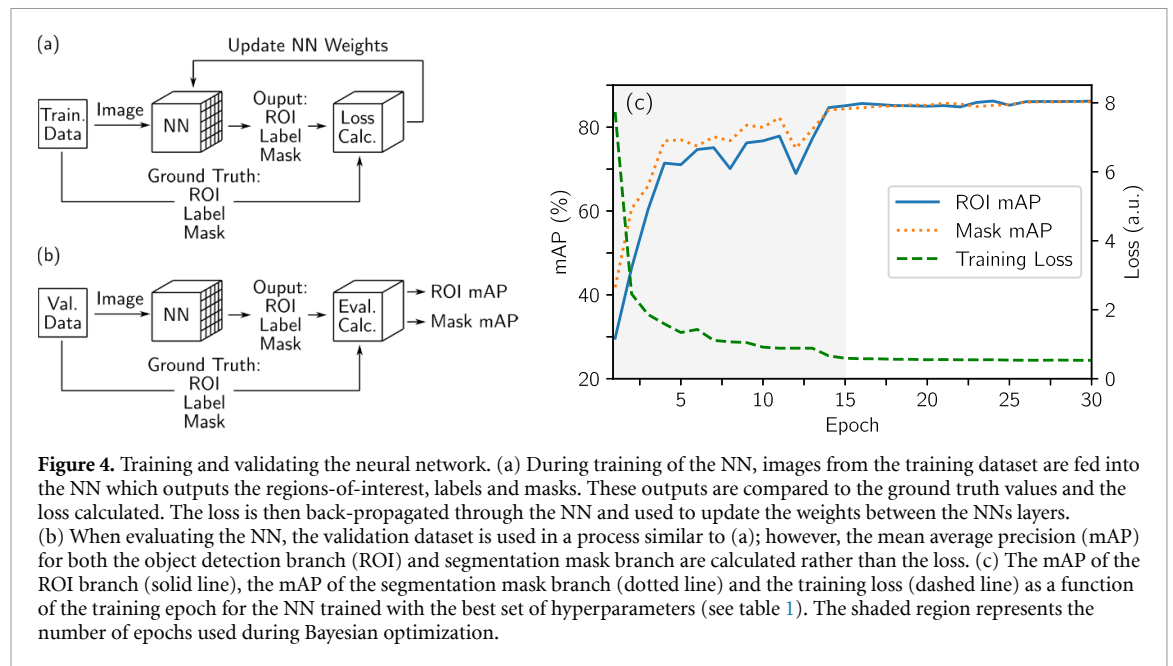 (a)
Update NN Weights
Train.
Data
Image
NN
Ouput:
ROI
Label
Mask
Loss
Calc.
Ground Truth:
ROI
Label
Mask
(b)
Val.
Data
Image
NN
Ouput:
ROI
Label
Mask
Eval.
Calc.
ROI mAP
Mask mAP
Ground Truth:
ROI
Label
Mask
(c)
mAP (%)
80
60
40
20
ROI mAP
Mask mAP
Training Loss
8
6
4
2
0
Loss (a.u.)
5 10 15 20 25 30
Epoch
Figure 4. Training and validating the neural network. (a) During training of the NN, images from the training dataset are fed into
the NN which outputs the regions-of-interest, labels and masks. These outputs are compared to the ground truth values and the
loss calculated. The loss is then back-propagated through the NN and used to update the weights between the NNs layers.
(b) When evaluating the NN, the validation dataset is used in a process similar to (a); however, the mean average precision (mAP)
for both the object detection branch (ROI) and segmentation mask branch are calculated rather than the loss. (c) The mAP of the
ROI branch (solid line), the mAP of the segmentation mask branch (dotted line) and the training loss (dashed line) as a function
of the training epoch for the NN trained with the best set of hyperparameters (see table 1). The shaded region represents the
number of epochs used during Bayesian optimization.